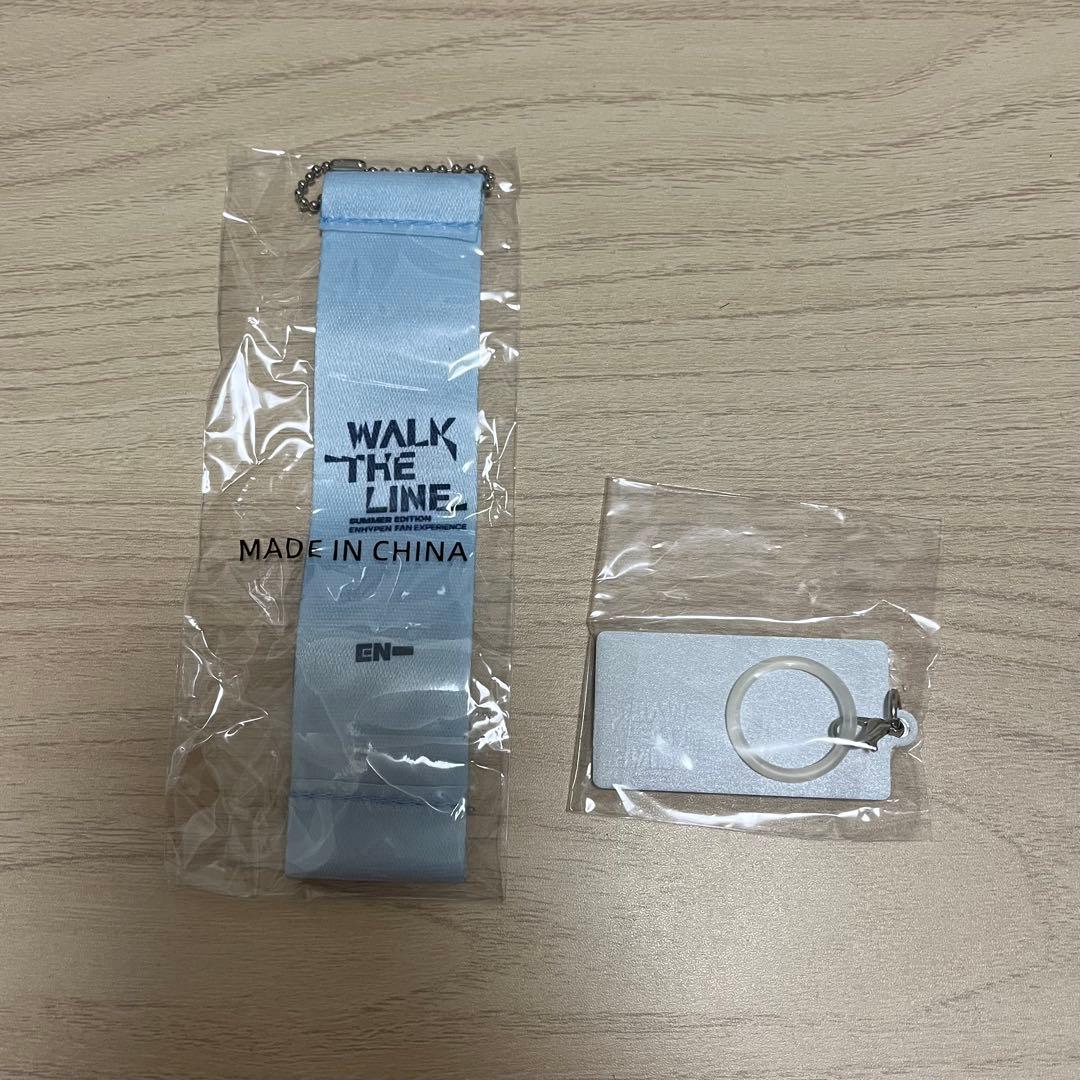 WALK
THE
LINE
SUMMER EDITION
ENHYPEN FAN EXPERIENCE
MADE IN CHINA
EN-